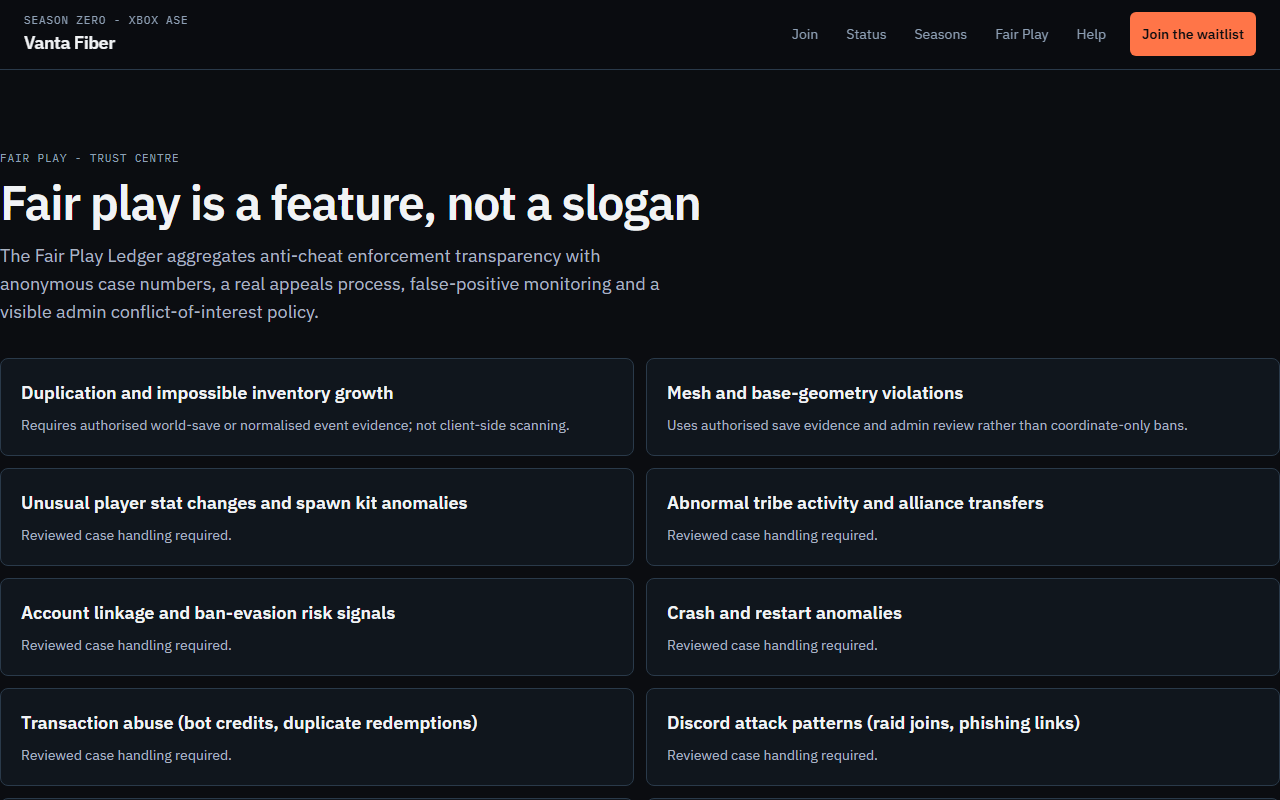 SEASON ZERO - XBOX ASE
Vanta Fiber
Join
Status
Seasons
Fair Play
Help
Join the waitlist
FAIR PLAY - TRUST CENTRE
Fair play is a feature, not a slogan
The Fair Play Ledger aggregates anti-cheat enforcement transparency with
anonymous case numbers, a real appeals process, false-positive monitoring and a
visible admin conflict-of-interest policy.
Duplication and impossible inventory growth
Requires authorised world-save or normalised event evidence; not client-side scanning.
Mesh and base-geometry violations
Uses authorised save evidence and admin review rather than coordinate-only bans.
Unusual player stat changes and spawn kit anomalies
Reviewed case handling required.
Abnormal tribe activity and alliance transfers
Reviewed case handling required.
Account linkage and ban-evasion risk signals
Reviewed case handling required.
Crash and restart anomalies
Reviewed case handling required.
Transaction abuse (bot credits, duplicate redemptions)
Reviewed case handling required.
Discord attack patterns (raid joins, phishing links)
Reviewed case handling required.